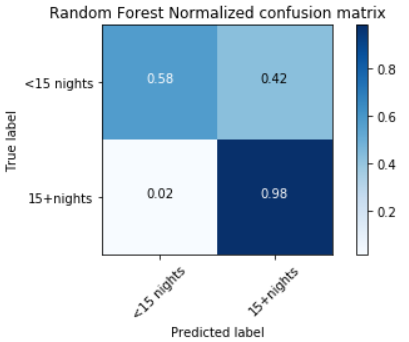 Random Forest Normalized confusion matrix
True label
<15 nights
0.58
0.42
15+nights
0.02
0.98
<15 nights
15+nights
Predicted label
0.8
0.6
0.4
0.2